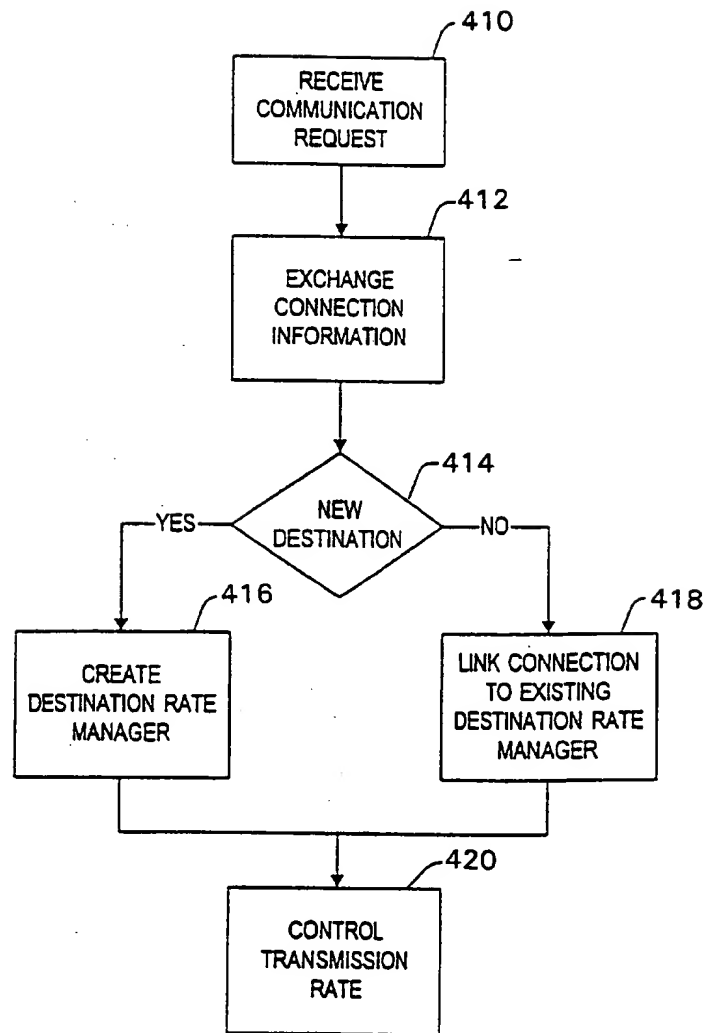 410
RECEIVE
COMMUNICATION
REQUEST
412
EXCHANGE
CONNECTION
INFORMATION
414
NEW
DESTINATION
YES
NO
416
CREATE
DESTINATION RATE
MANAGER
418
LINK CONNECTION
TO EXISTING
DESTINATION RATE
MANAGER
420
CONTROL
TRANSMISSION
RATE